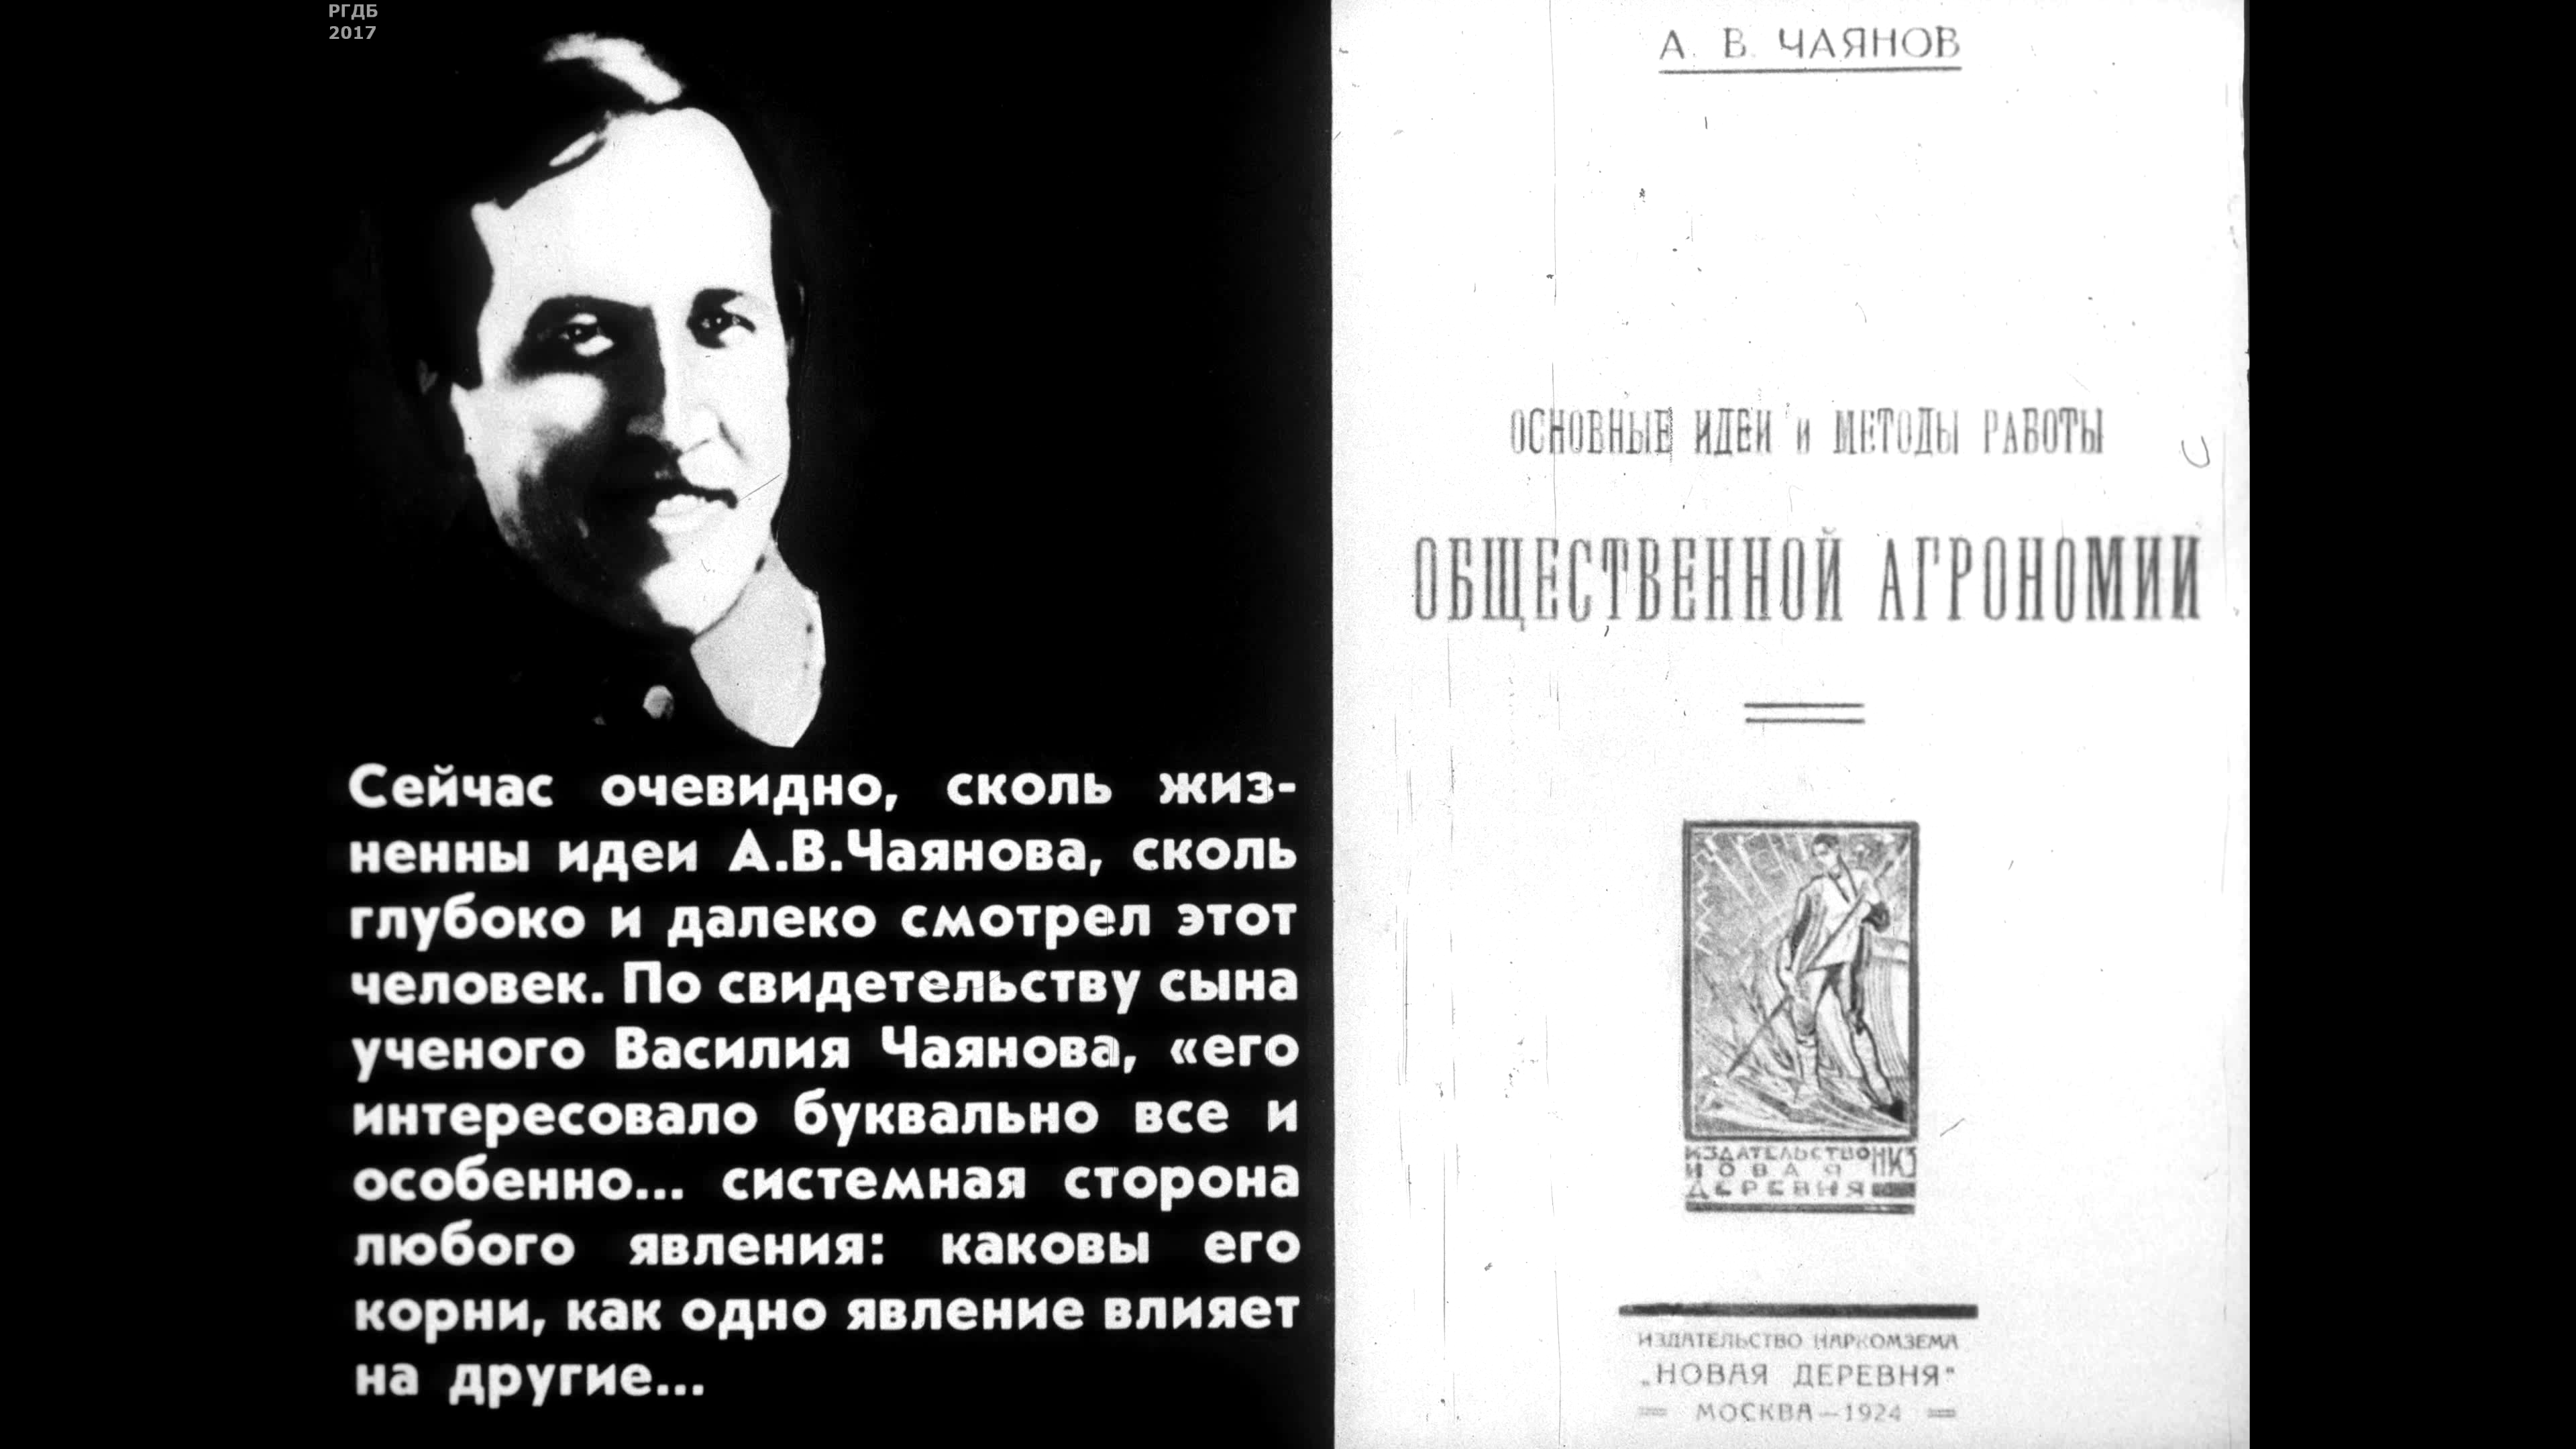 РГДБ
2017
Сейчас очевидно, сколь жиз-
ненны идеи А.В.Чаянова, сколь
глубоко и далеко смотрел этот
человек. По свидетельству сына
ученого Василия Чаянова, «его
интересовало буквально все и
особенно... системная сторона
любого явления: каковы его
корни, как одно явление влияет
на другие...
А. В. ЧАЯНОВ
ОСНОВНЫЕ ИДЕИ и МЕТОДЫ РАБОТЫ
ОБЩЕСТВЕННОЙ АГРОНОМИИ
ИЗДАТЕЛЬСТВО НКЗ
НОВАЯ
ДЕРЕВНЯ
ИЗДАТЕЛЬСТВО НАРКОМЗЕМА
„НОВАЯ ДЕРЕВНЯ"
МОСКВА—1924